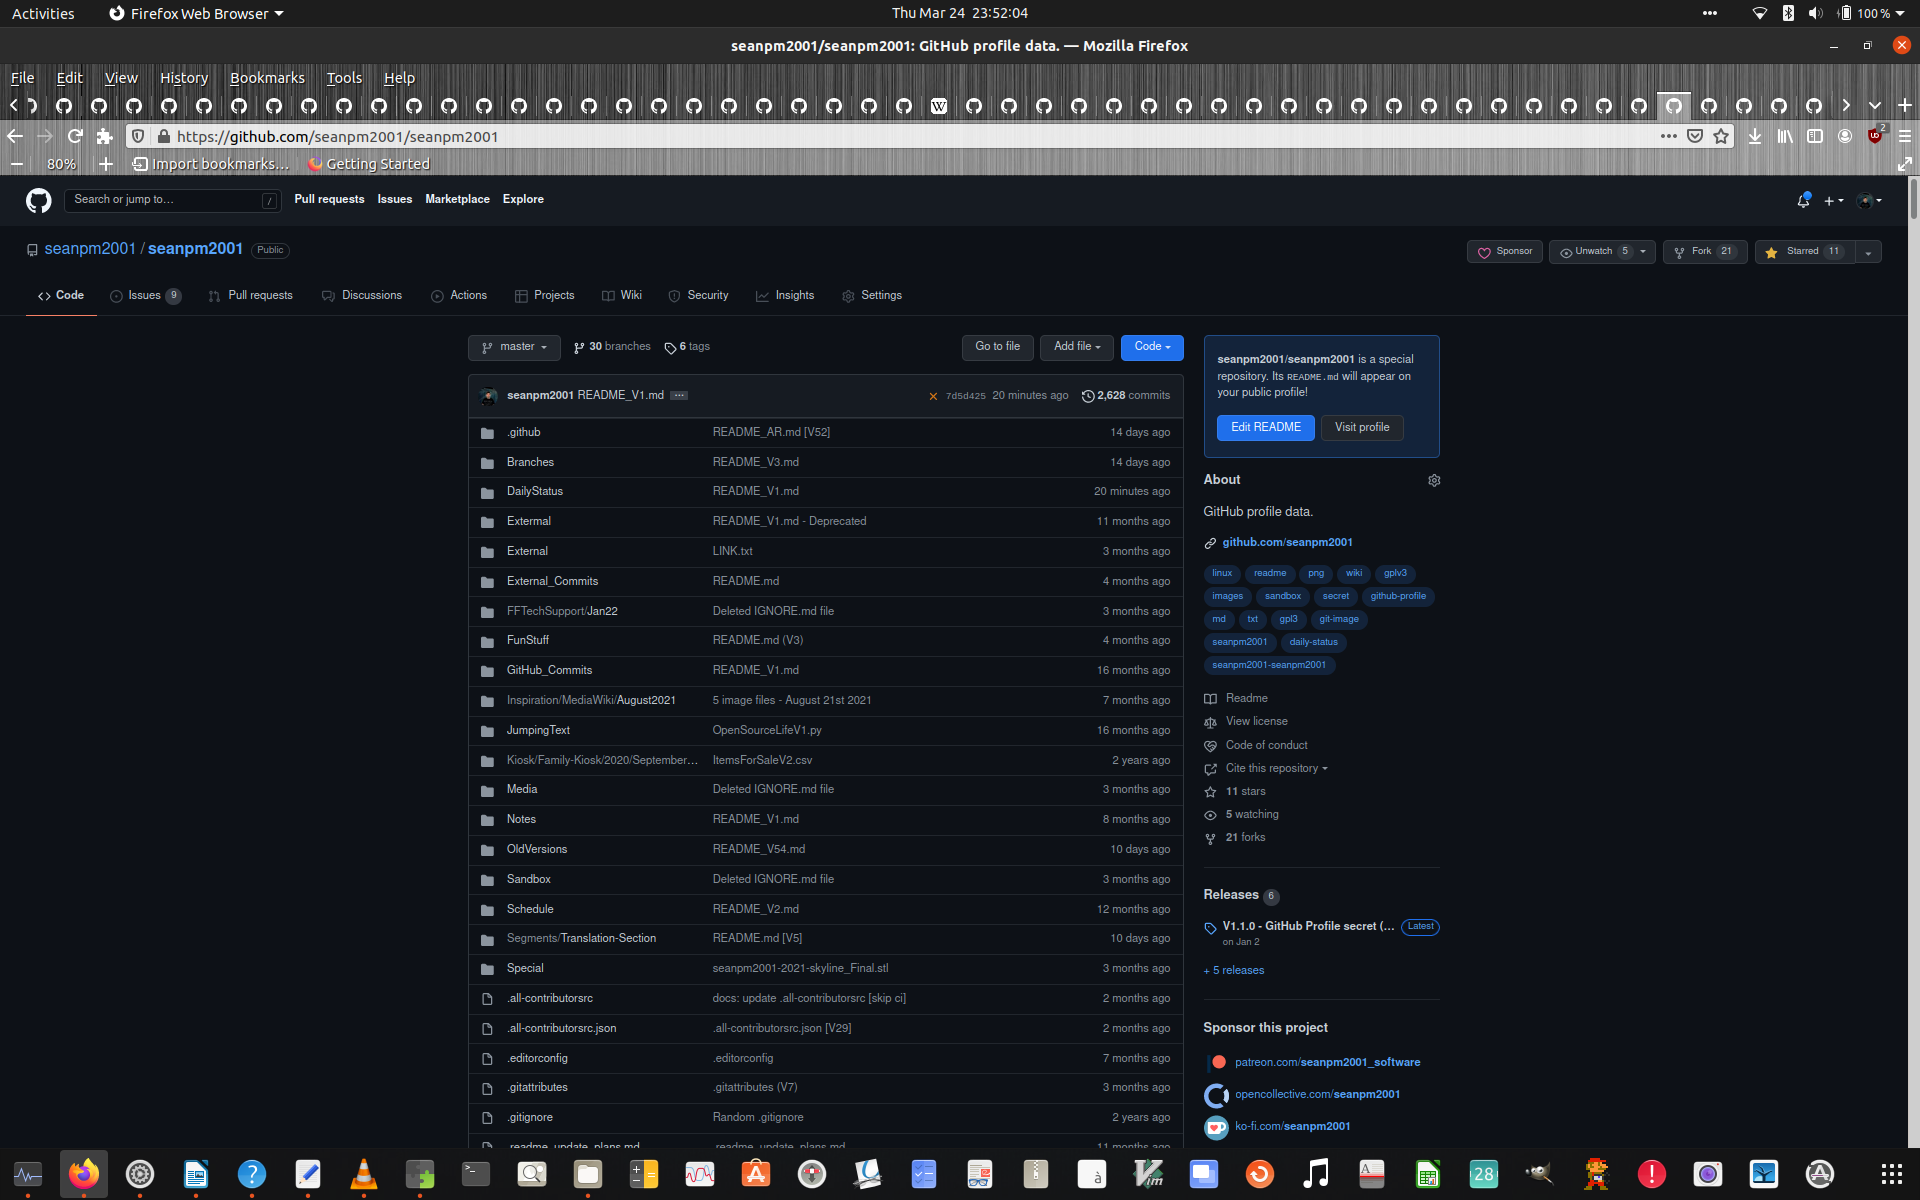 Activities
Firefox Web Browser
Thu Mar 24 23:52:04
100 %
seanpm2001/seanpm2001: GitHub profile data. — Mozilla Firefox
File Edit View History Bookmarks Tools Help
https://github.com/seanpm2001/seanpm2001
2
80%
Import bookmarks...
Getting Started
Search or jump to... /
Pull requests Issues Marketplace Explore
seanpm2001 / seanpm2001 Public
Sponsor
Unwatch 5
Fork 21
Starred 11
Code
Issues 9
Pull requests
Discussions
Actions
Projects
Wiki
Security
Insights
Settings
master
30 branches
6 tags
Go to file
Add file
Code
seanpm2001 README_V1.md ...
7d5d425 20 minutes ago 2,628 commits
.github README_AR.md [V52] 14 days ago
Branches README_V3.md 14 days ago
DailyStatus README_V1.md 20 minutes ago
Extermal README_V1.md - Deprecated 11 months ago
External LINK.txt 3 months ago
External_Commits README.md 4 months ago
FFTechSupport/Jan22 Deleted IGNORE.md file 3 months ago
FunStuff README.md (V3) 4 months ago
GitHub_Commits README_V1.md 16 months ago
Inspiration/MediaWiki/August2021 5 image files - August 21st 2021 7 months ago
JumpingText OpenSourceLifeV1.py 16 months ago
Kiosk/Family-Kiosk/2020/September... ItemsForSaleV2.csv 2 years ago
Media Deleted IGNORE.md file 3 months ago
Notes README_V1.md 8 months ago
OldVersions README_V54.md 10 days ago
Sandbox Deleted IGNORE.md file 3 months ago
Schedule README_V2.md 12 months ago
Segments/Translation-Section README.md [V5] 10 days ago
Special seanpm2001-2021-skyline_Final.stl 3 months ago
.all-contributorsrc docs: update .all-contributorsrc [skip ci] 2 months ago
.all-contributorsrc.json .all-contributorsrc.json [V29] 2 months ago
.editorconfig .editorconfig 7 months ago
.gitattributes .gitattributes (V7) 3 months ago
.gitignore Random .gitignore 2 years ago
.readme_update_plans.md .readme_update_plans.md 11 months ago
seanpm2001/seanpm2001 is a special
repository. Its README.md will appear on
your public profile!
Edit README
Visit profile
About
GitHub profile data.
github.com/seanpm2001
linux readme png wiki gplv3
images sandbox secret github-profile
md txt gpl3 git-image
seanpm2001 daily-status
seanpm2001-seanpm2001
Readme
View license
Code of conduct
Cite this repository
11 stars
5 watching
21 forks
Releases 6
V1.1.0 - GitHub Profile secret (... Latest
on Jan 2
+ 5 releases
Sponsor this project
patreon.com/seanpm2001_software
opencollective.com/seanpm2001
ko-fi.com/seanpm2001
28